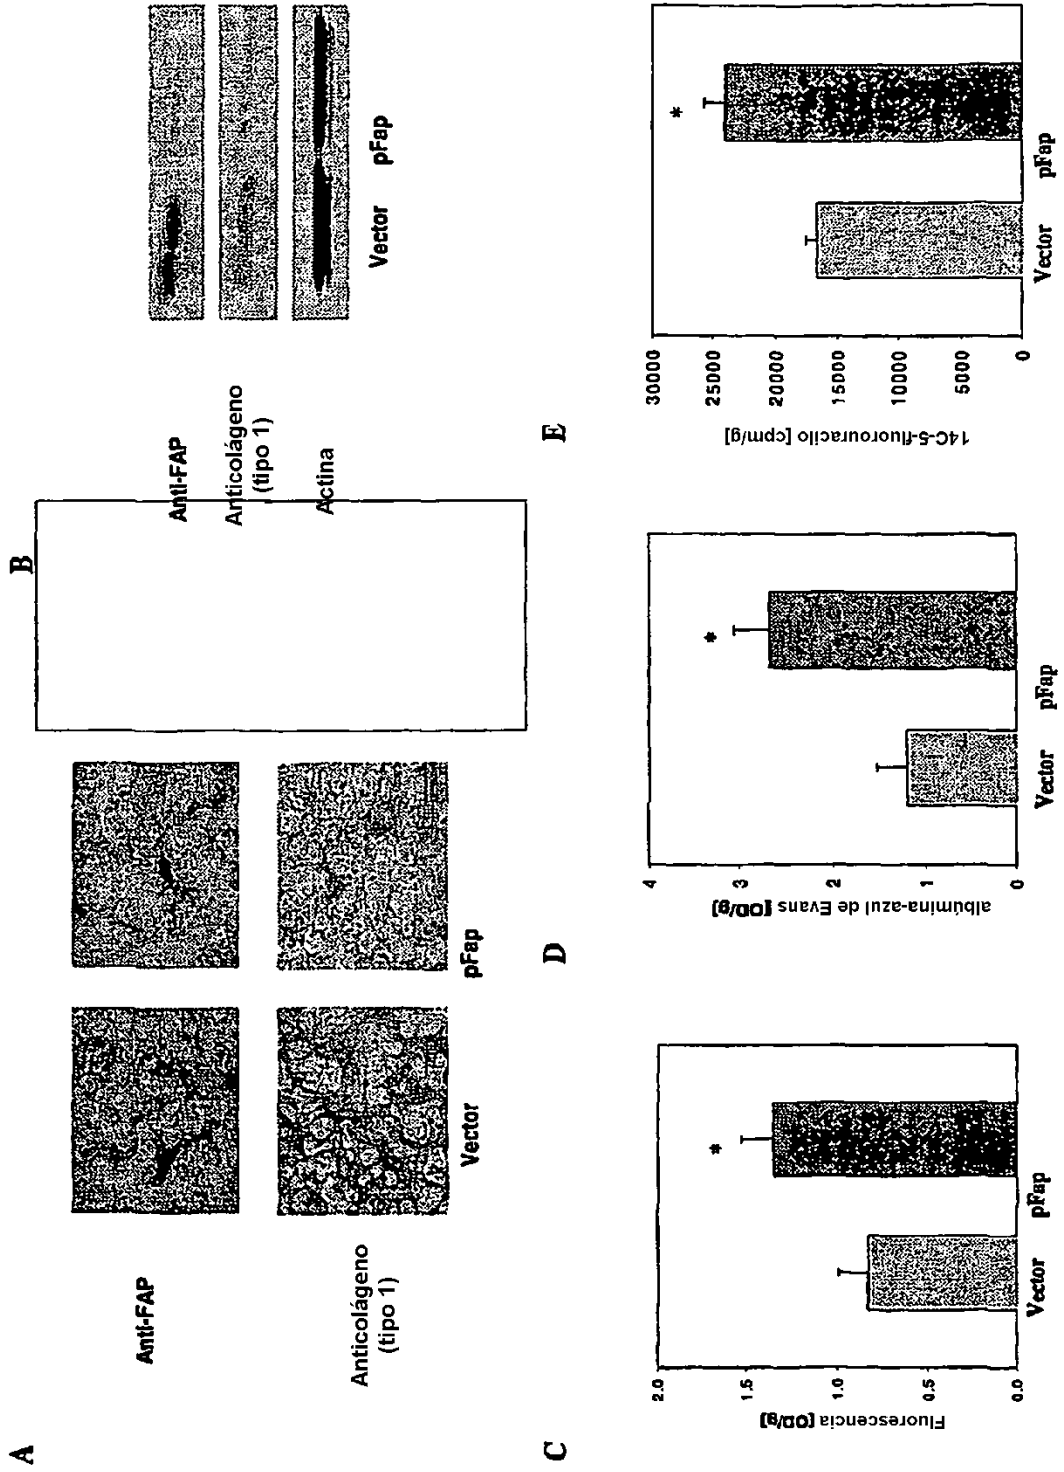 A
Anti-FAP
Anticolágeno
(tipo 1)
Vector
pFap
B
Anti-FAP
Anticolágeno
(tipo 1)
Actina
Vector
pFap
C
Fluorescencia [OD/g]
2.0
1.5
1.0
0.5
0.0
*
Vector
pFap
D
albúmina-azul de Evans [OD/g]
4
3
2
1
0
*
Vector
pFap
E
14C-5-fluorouracilo [cpm/g]
30000
25000
20000
15000
10000
5000
0
*
Vector
pFap